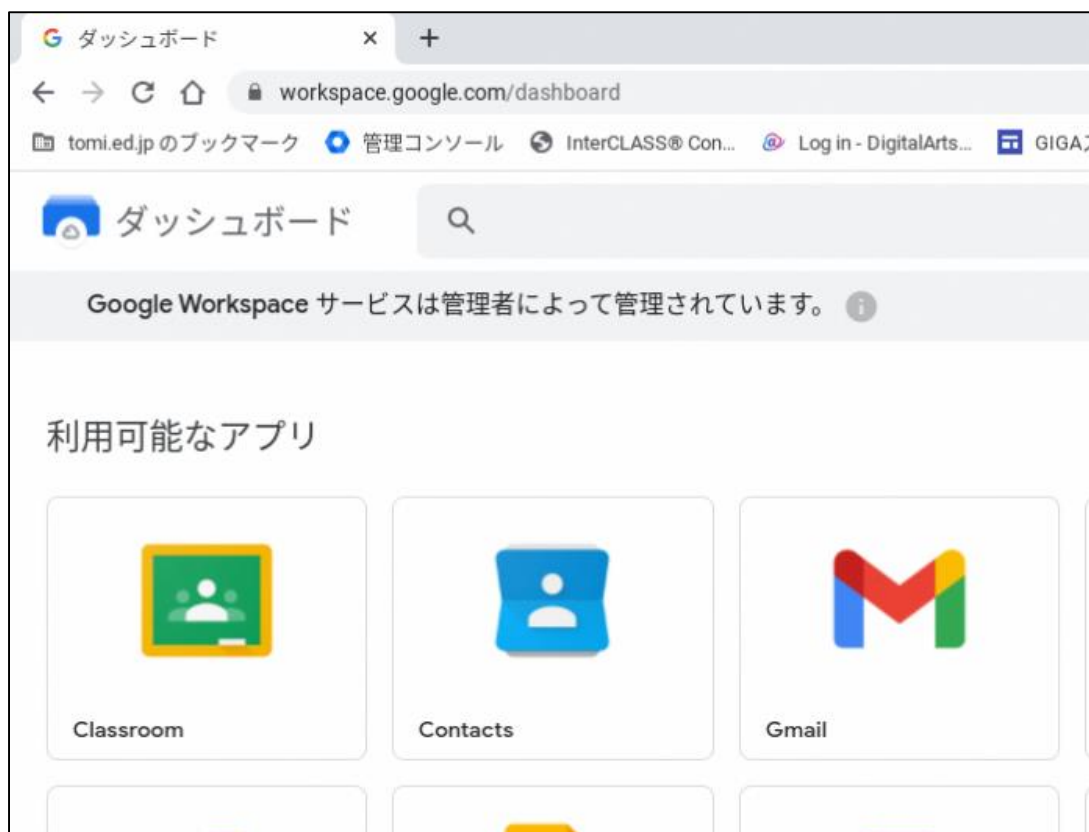 ダッシュボード
workspace.google.com/dashboard
tomi.ed.jp のブックマーク 管理コンソール InterCLASS® Con... Log in - DigitalArts... GIGA
ダッシュボード
Google Workspace サービスは管理者によって管理されています。
利用可能なアプリ
Classroom Contacts Gmail